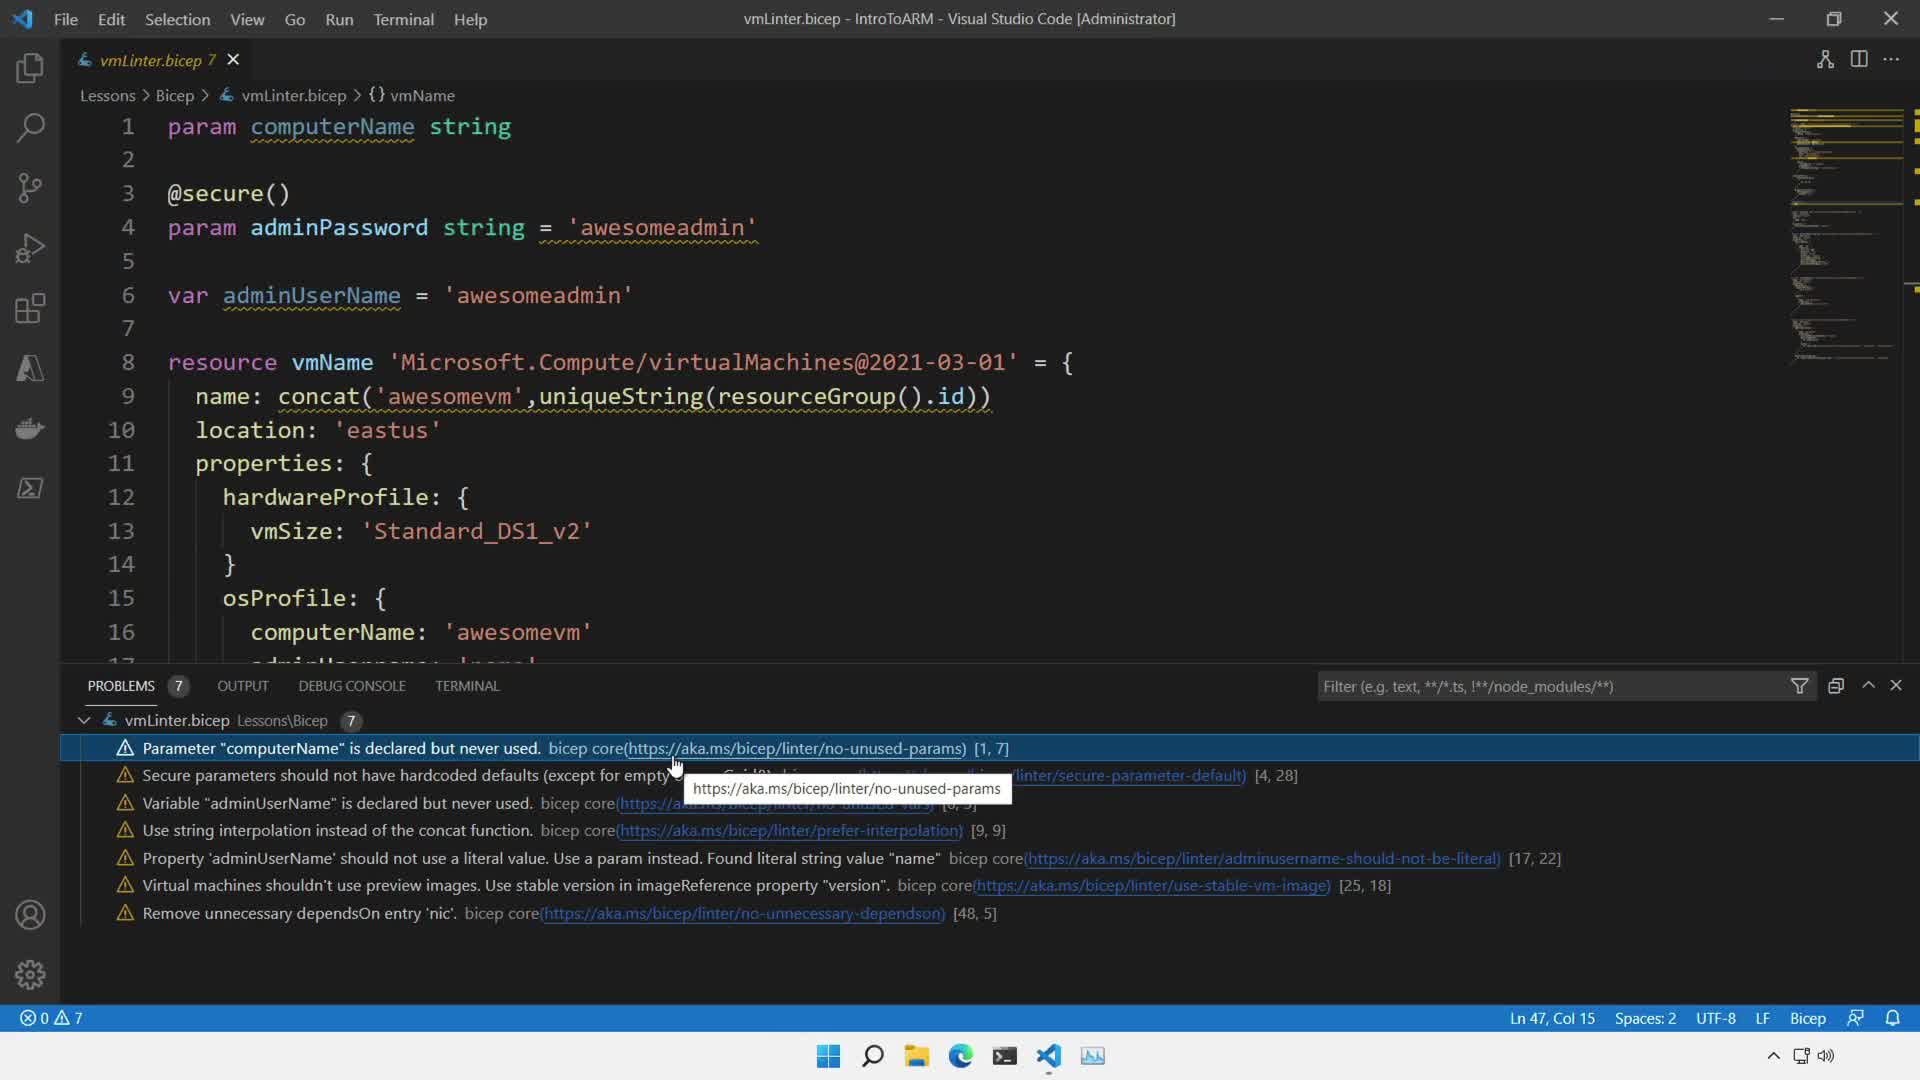 File Edit Selection View Go Run Terminal Help
vmLinter.bicep - IntroToARM - Visual Studio Code [Administrator]
vmLinter.bicep 7
Lessons > Bicep > vmLinter.bicep > {} vmName
1 param computerName string
2
3 @secure()
4 param adminPassword string = 'awesomeadmin'
5
6 var adminUserName = 'awesomeadmin'
7
8 resource vmName 'Microsoft.Compute/virtualMachines@2021-03-01' = {
9 name: concat('awesomevm',uniqueString(resourceGroup().id))
10 location: 'eastus'
11 properties: {
12 hardwareProfile: {
13 vmSize: 'Standard_DS1_v2'
14 }
15 osProfile: {
16 computerName: 'awesomevm'
PROBLEMS 7 OUTPUT DEBUG CONSOLE TERMINAL
Filter (e.g. text, **/*.ts, !**/node_modules/**)
vmLinter.bicep Lessons\Bicep 7
Parameter "computerName" is declared but never used. bicep core(https://aka.ms/bicep/linter/no-unused-params) [1, 7]
Secure parameters should not have hardcoded defaults (except for empty /linter/secure-parameter-default) [4, 28]
https://aka.ms/bicep/linter/no-unused-params
Variable "adminUserName" is declared but never used. bicep core(https://
Use string interpolation instead of the concat function. bicep core(https://aka.ms/bicep/linter/prefer-interpolation) [9, 9]
Property 'adminUserName' should not use a literal value. Use a param instead. Found literal string value "name" bicep core(https://aka.ms/bicep/linter/adminusername-should-not-be-literal) [17, 22]
Virtual machines shouldn't use preview images. Use stable version in imageReference property "version". bicep core(https://aka.ms/bicep/linter/use-stable-vm-image) [25, 18]
Remove unnecessary dependsOn entry 'nic'. bicep core(https://aka.ms/bicep/linter/no-unnecessary-dependson) [48, 5]
0 7
Ln 47, Col 15 Spaces: 2 UTF-8 LF Bicep